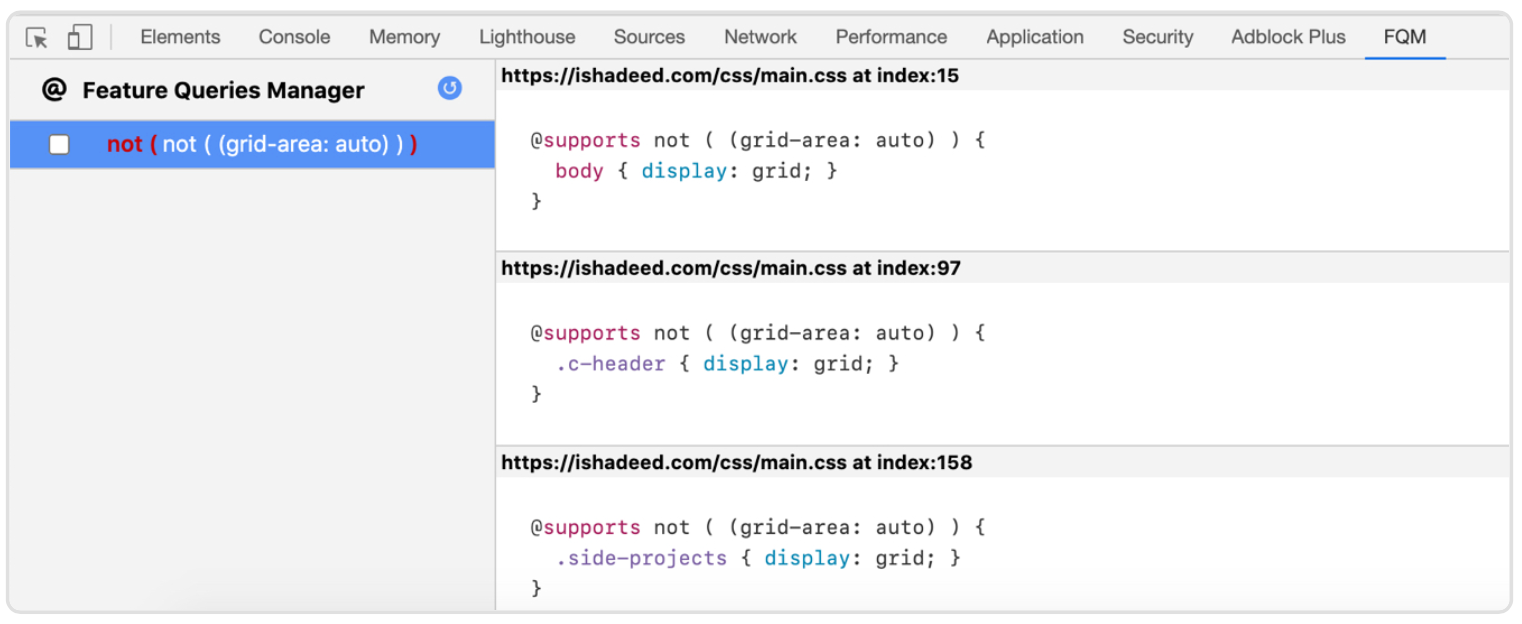 Elements Console Memory Lighthouse Sources Network Performance Application Security Adblock Plus FQM
@ Feature Queries Manager
not ( not ( (grid-area: auto) ) )
https://ishadeed.com/css/main.css at index:15
@supports not ( (grid-area: auto) ) {
body { display: grid; }
}
https://ishadeed.com/css/main.css at index:97
@supports not ( (grid-area: auto) ) {
.c-header { display: grid; }
}
https://ishadeed.com/css/main.css at index:158
@supports not ( (grid-area: auto) ) {
.side-projects { display: grid; }
}